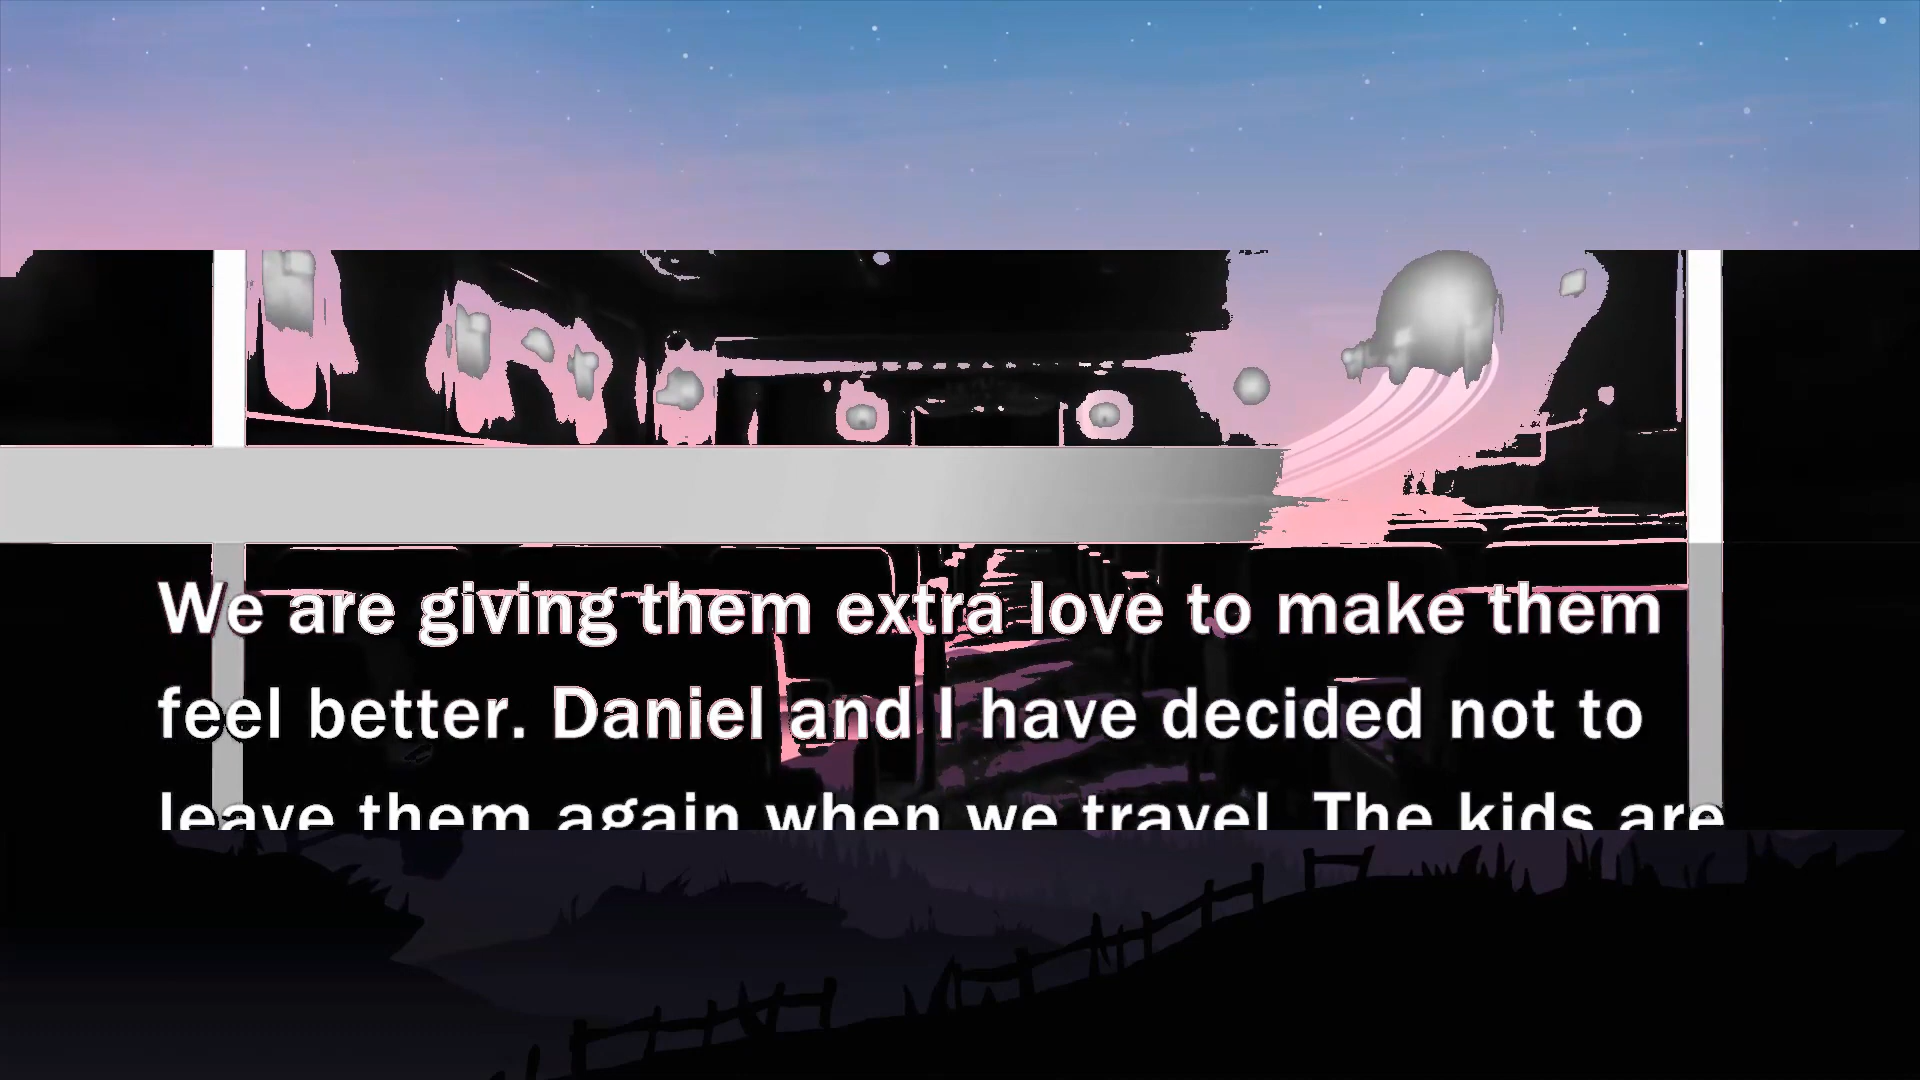 We are giving them extra love to make them
feel better. Daniel and I have decided not to
leave them again when we travel. The kids are